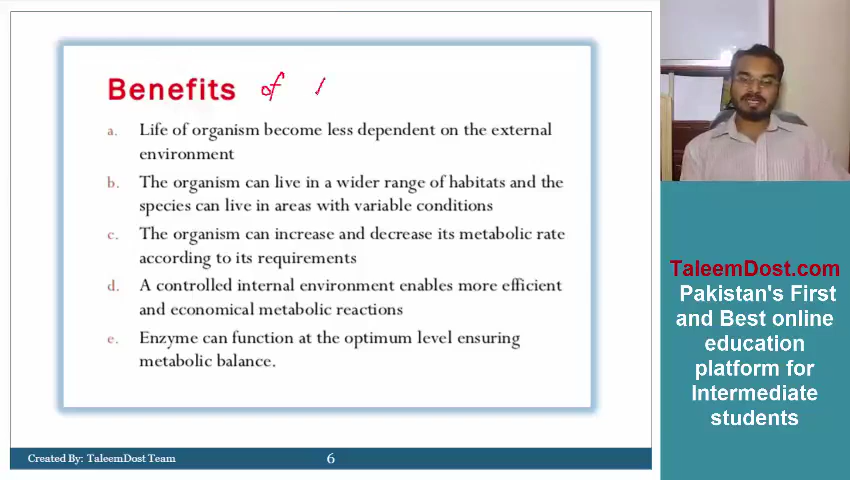 Benefits of
a. Life of organism become less dependent on the external
environment
b. The organism can live in a wider range of habitats and the
species can live in areas with variable conditions
c. The organism can increase and decrease its metabolic rate
according to its requirements
d. A controlled internal environment enables more efficient
and economical metabolic reactions
e. Enzyme can function at the optimum level ensuring
metabolic balance.
Created By: TaleemDost Team 6
TaleemDost.com
Pakistan's First
and Best online
education
platform for
Intermediate
students